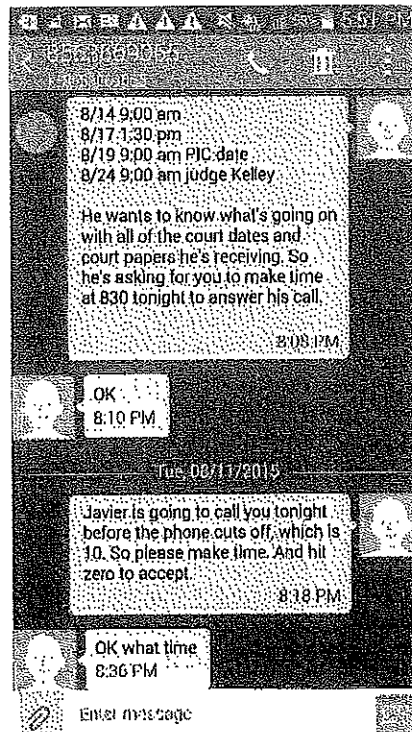 8/14 9:00 am
8/17 1:30 pm
8/19 9:00 am PIC date
8/24 9:00 am judge Kelley
He wants to know what's going on
with all of the court dates and
court papers he's receiving. So
he's asking for you to make time
at 830 tonight to answer his call.
8:08 PM
OK
8:10 PM
Tue, 08/11/2015
Javier is going to call you tonight
before the phone cuts off, which is
10. So please make time. And hit
zero to accept.
8:18 PM
OK what time
8:36 PM
Enter message